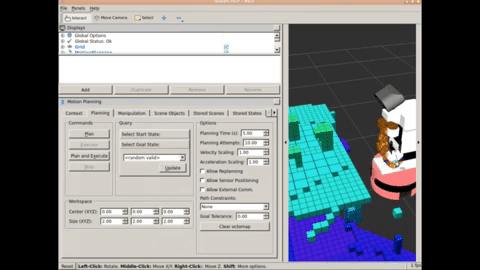 File Panels Help
Interact Move Camera Select
Displays
Global Options
Global Status: Ok
Grid
Add Duplicate Remove Rename
Motion Planning
Context Planning Manipulation Scene Objects Stored Scenes Stored States
Commands Query Options
Plan Select Start State: Planning Time (s): 5.00
Execute Select Goal State: Planning Attempts: 10.00
Plan and Execute <random valid> Velocity Scaling: 1.00
Stop Update Acceleration Scaling: 1.00
Allow Replanning
Allow Sensor Positioning
Allow External Comm.
Workspace Path Constraints:
Center (XYZ): 0.00 0.00 0.00 None
Size (XYZ): 2.00 2.00 2.00 Goal Tolerance: 0.00
Clear octomap
Reset Left-Click: Rotate. Middle-Click: Move X/Y. Right-Click: Move Z. Shift: More options.